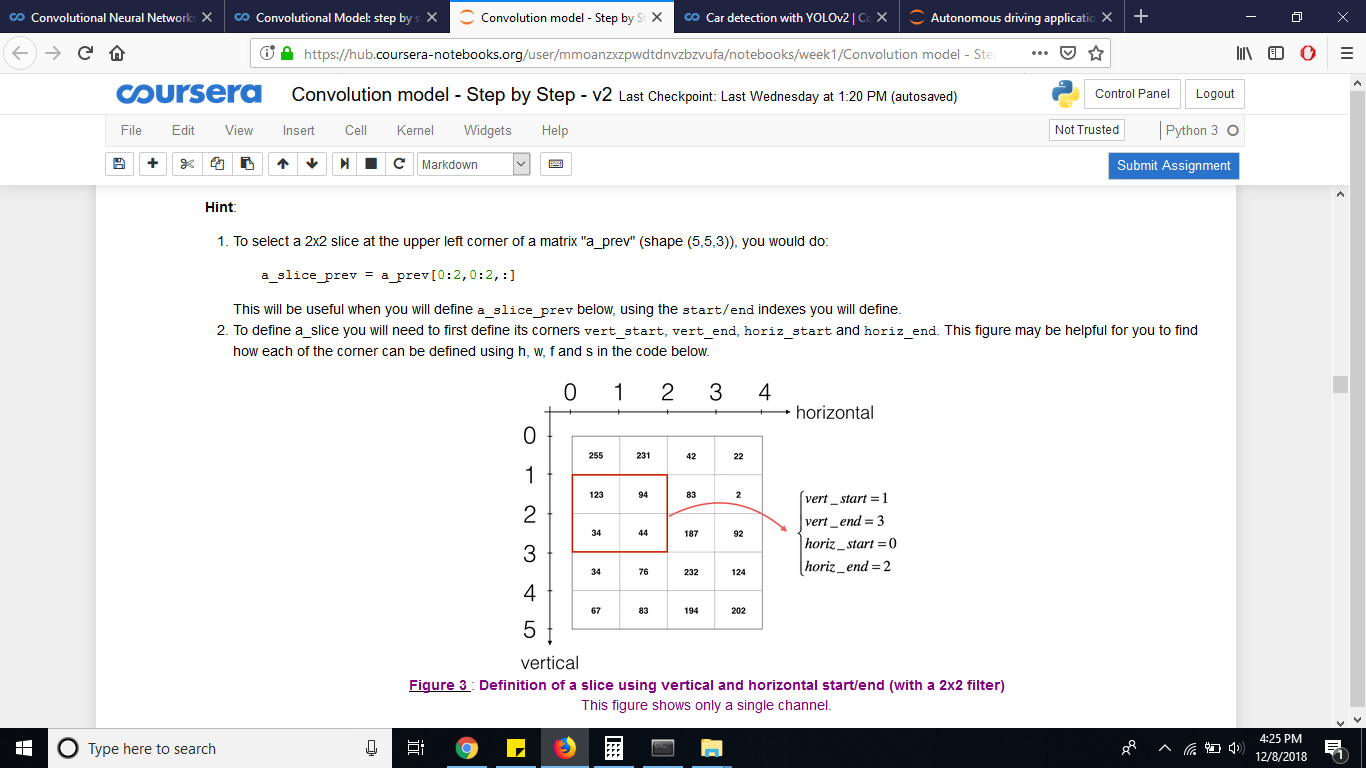 Convolutional Neural Networks
Convolutional Model: step by s
Convolution model - Step by St
Car detection with YOLOv2 | Co
Autonomous driving applicatio
https://hub.coursera-notebooks.org/user/mmoanzxzpwdtdnvzbzvufa/notebooks/week1/Convolution model - Ste
coursera Convolution model - Step by Step - v2 Last Checkpoint: Last Wednesday at 1:20 PM (autosaved)
Control Panel Logout
File Edit View Insert Cell Kernel Widgets Help
Not Trusted Python 3
Markdown
Submit Assignment
Hint:
1. To select a 2x2 slice at the upper left corner of a matrix "a_prev" (shape (5,5,3)), you would do:
a_slice_prev = a_prev[0:2,0:2,:]
This will be useful when you will define a_slice_prev below, using the start/end indexes you will define.
2. To define a_slice you will need to first define its corners vert_start, vert_end, horiz_start and horiz_end. This figure may be helpful for you to find
how each of the corner can be defined using h, w, f and s in the code below.
0 1 2 3 4
horizontal
0
255 231 42 22
1
123 94 83 2
2
34 44 187 92
3
34 76 232 124
4
67 83 194 202
5
vertical
vert_start=1
vert_end=3
horiz_start=0
horiz_end=2
Figure 3 : Definition of a slice using vertical and horizontal start/end (with a 2x2 filter)
This figure shows only a single channel.
Type here to search
4:25 PM
12/8/2018
1